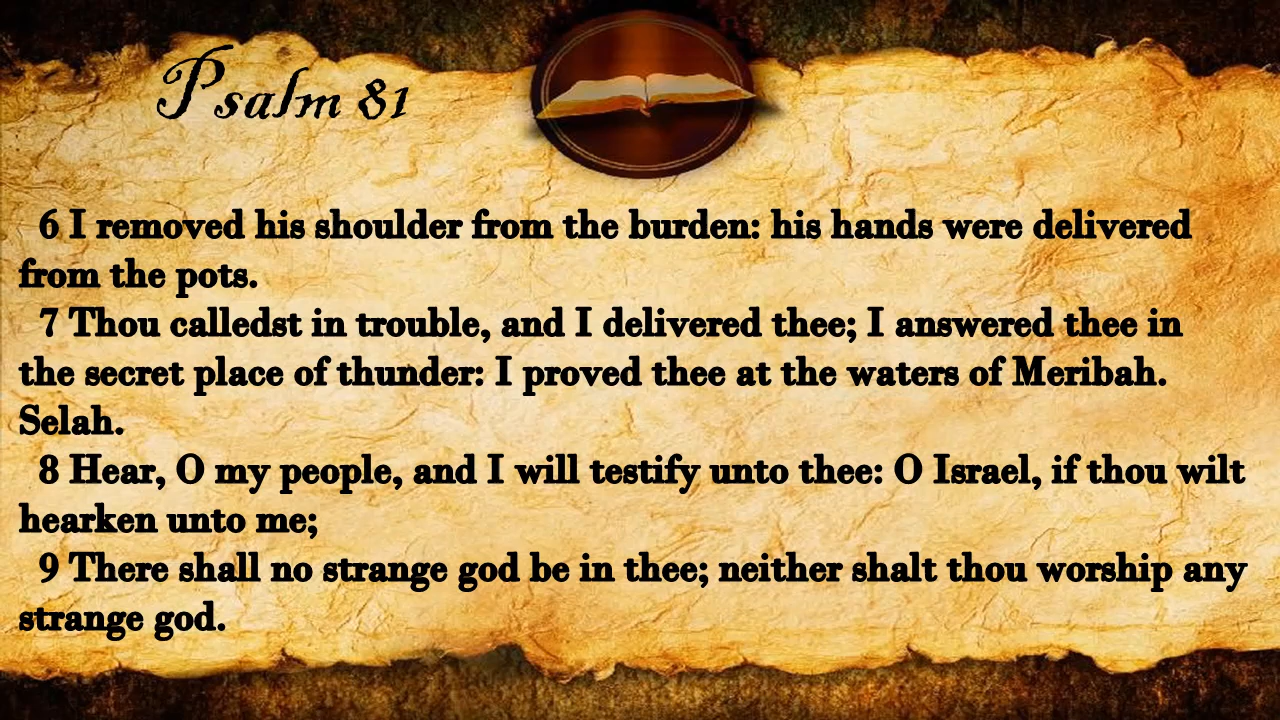 Psalm 81
6 I removed his shoulder from the burden: his hands were delivered
from the pots.
7 Thou calledst in trouble, and I delivered thee; I answered thee in
the secret place of thunder: I proved thee at the waters of Meribah.
Selah.
8 Hear, O my people, and I will testify unto thee: O Israel, if thou wilt
hearken unto me;
9 There shall no strange god be in thee; neither shalt thou worship any
strange god.